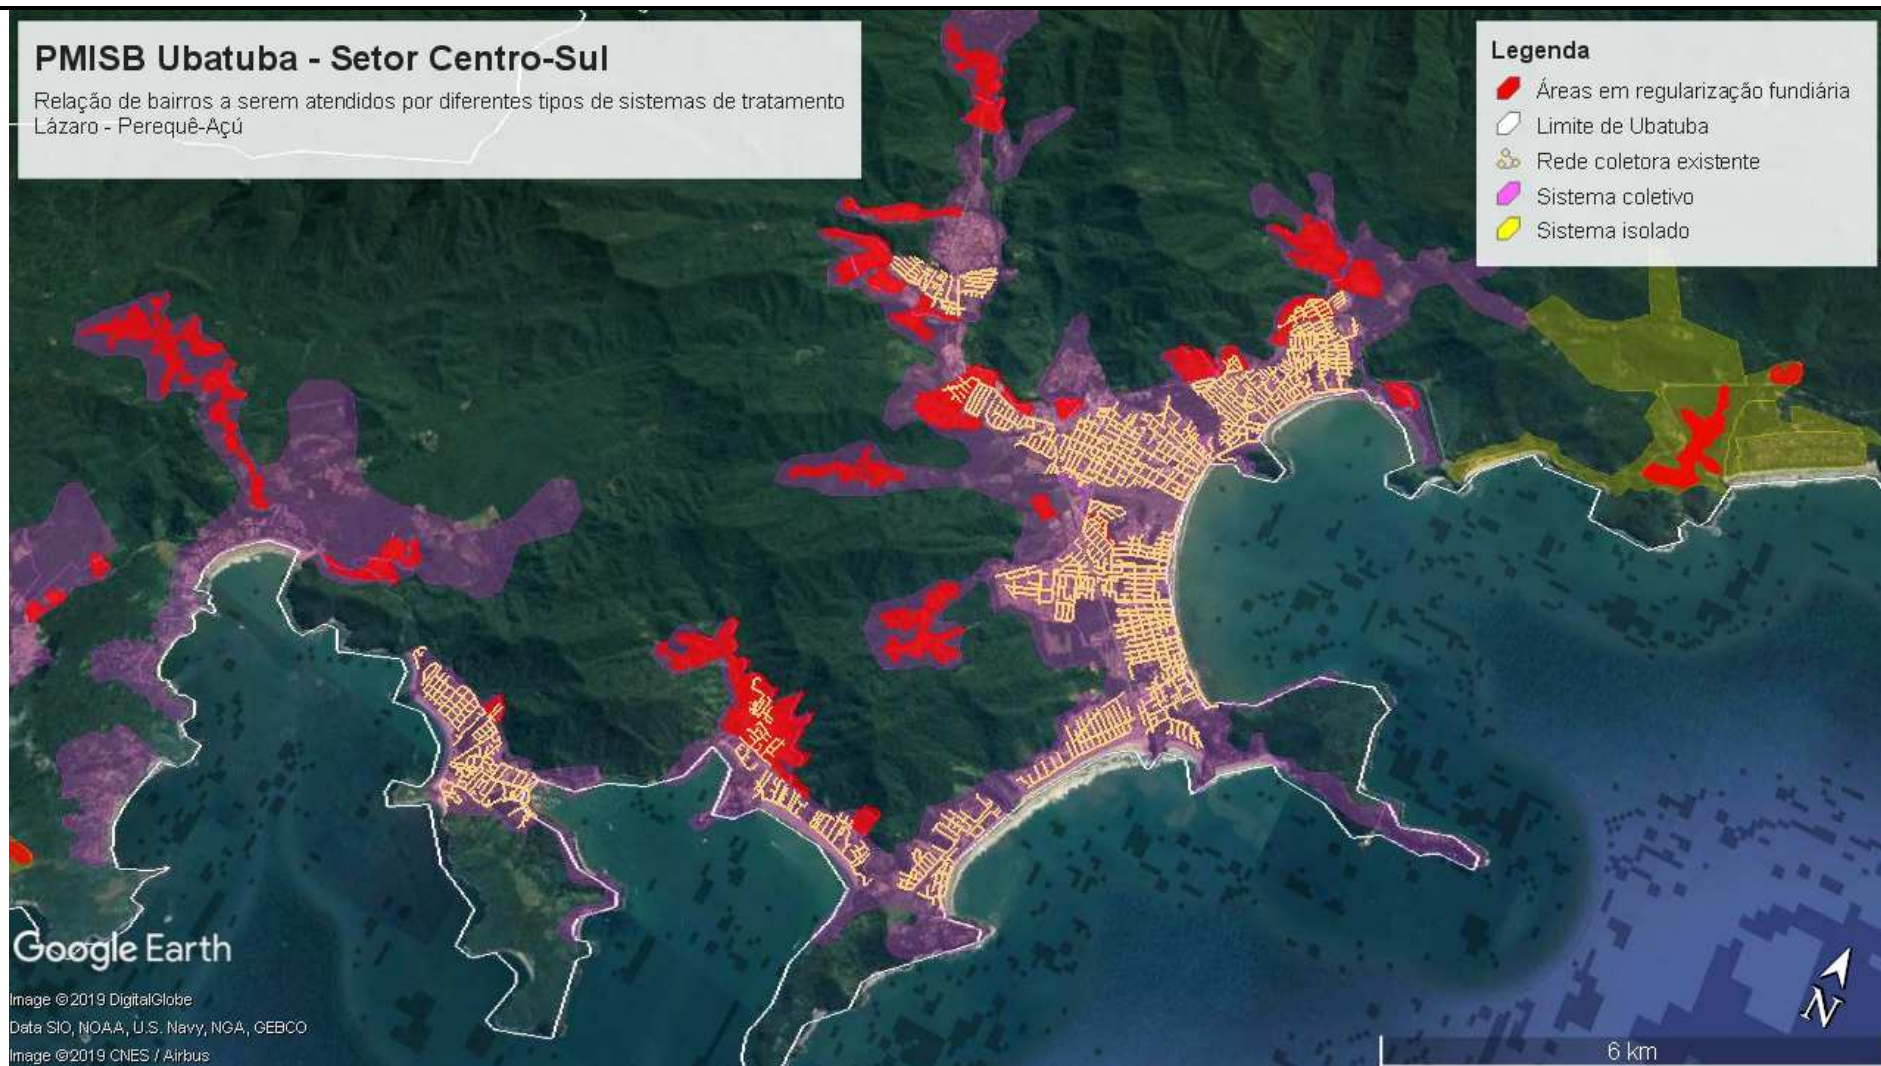 PMISB Ubatuba - Setor Centro-Sul
Relação de bairros a serem atendidos por diferentes tipos de sistemas de tratamento
Lázaro - Perequê-Açú
Legenda
Áreas em regularização fundiária
Limite de Ubatuba
Rede coletora existente
Sistema coletivo
Sistema isolado
Google Earth
Image © 2019 DigitalGlobe
Data SIO, NOAA, U.S. Navy, NGA, GEBCO
Image © 2019 CNES / Airbus
N
6 km